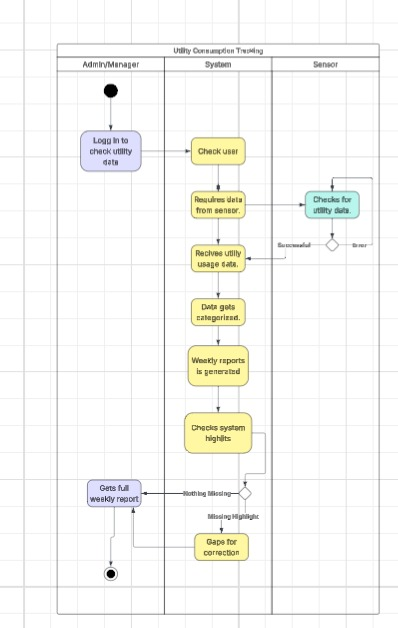 Utility Consumption Tracking
Admin/Manager
System
Sensor
Logg in to
check utility
data
Check user
Requires data
from sensor.
Checks for
utility data.
Successful
Error
Recives utiliy
usage data.
Data gets
categorized.
Weekly reports
is generated
Checks system
highlits
Gets full
weekly report
Nothing Missing
Missing Highlight
Gaps for
correction